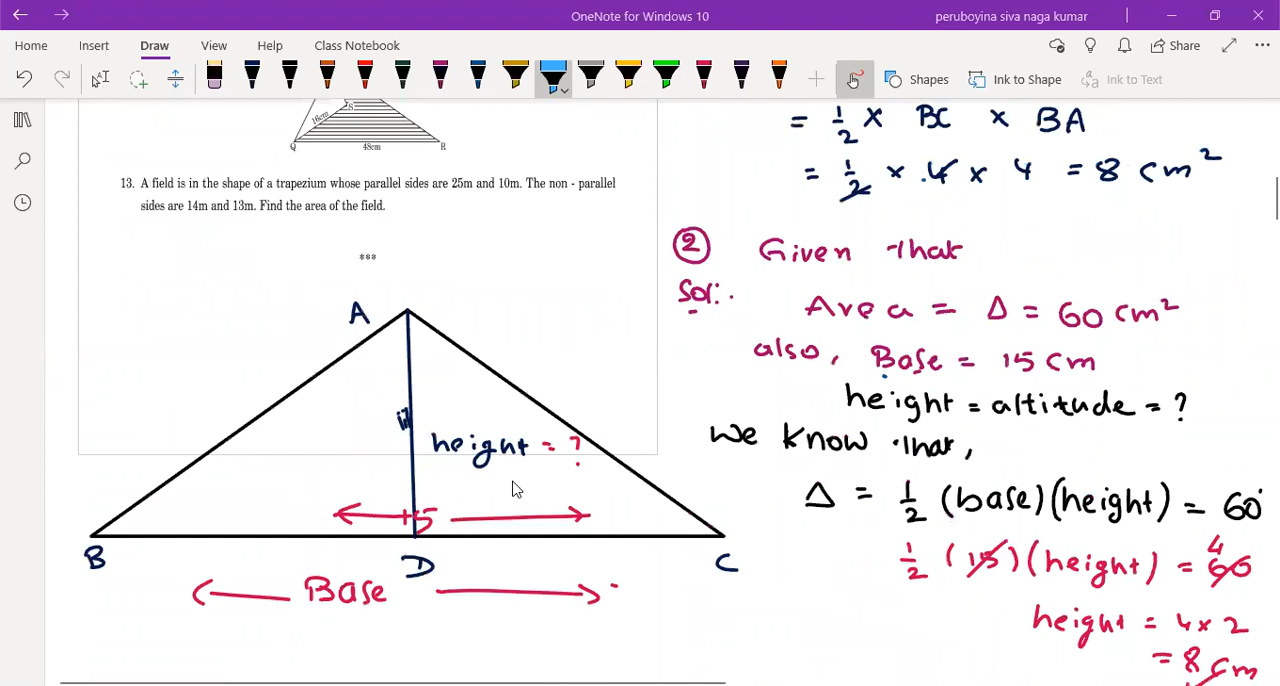 OneNote for Windows 10
peruboyina siva naga kumar
Home Insert Draw View Help Class Notebook
Share
Shapes Ink to Shape Ink to Text
16cm S
Q 48cm R
13. A field is in the shape of a trapezium whose parallel sides are 25m and 10m. The non - parallel
sides are 14m and 13m. Find the area of the field.
***
A
height = ?
15
B D C
Base
= 1/2 × BC × BA
= 1/2 × 4 × 4 = 8 cm²
② Given that
Sol:.
Area = Δ = 60 cm²
also, Base = 15 cm
height = altitude = ?
We know that,
Δ = 1/2 (base)(height) = 60
1/2 (15)(height) = 60 4
height = 4 × 2
= 8 cm